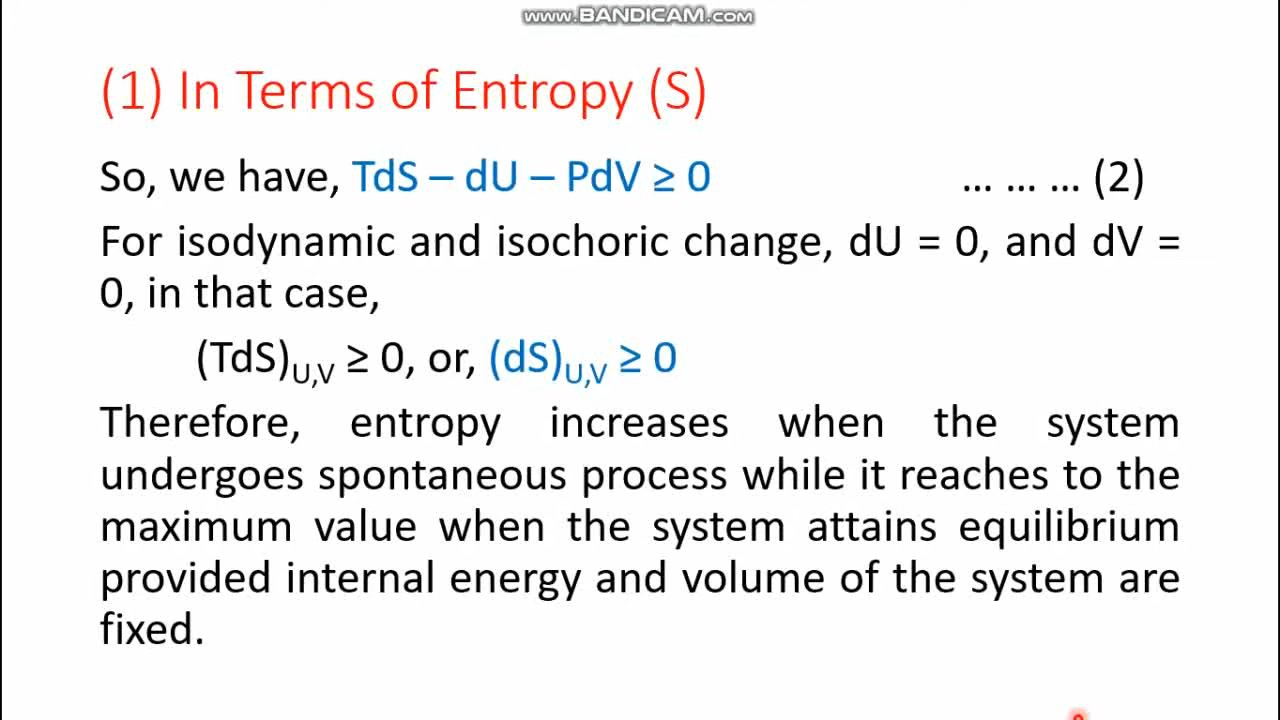 www.BANDICAM.com
(1) In Terms of Entropy (S)
So, we have, TdS – dU – PdV ≥ 0 ... ... ... (2)
For isodynamic and isochoric change, dU = 0, and dV =
0, in that case,
(TdS)U,V ≥ 0, or, (dS)U,V ≥ 0
Therefore, entropy increases when the system
undergoes spontaneous process while it reaches to the
maximum value when the system attains equilibrium
provided internal energy and volume of the system are
fixed.